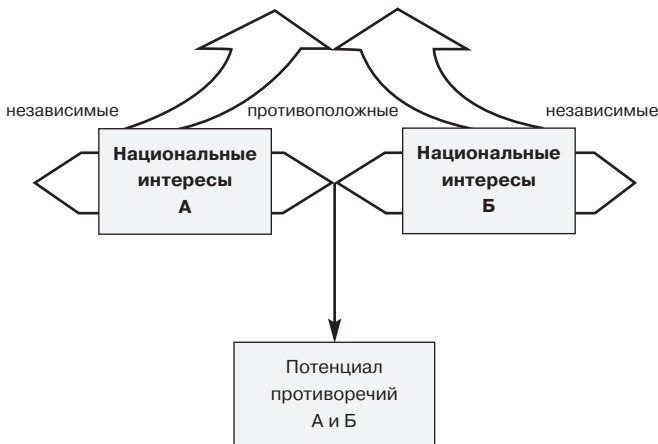 независимые
противоположные
независимые
Национальные
интересы
А
Национальные
интересы
Б
Потенциал
противоречий
А и Б